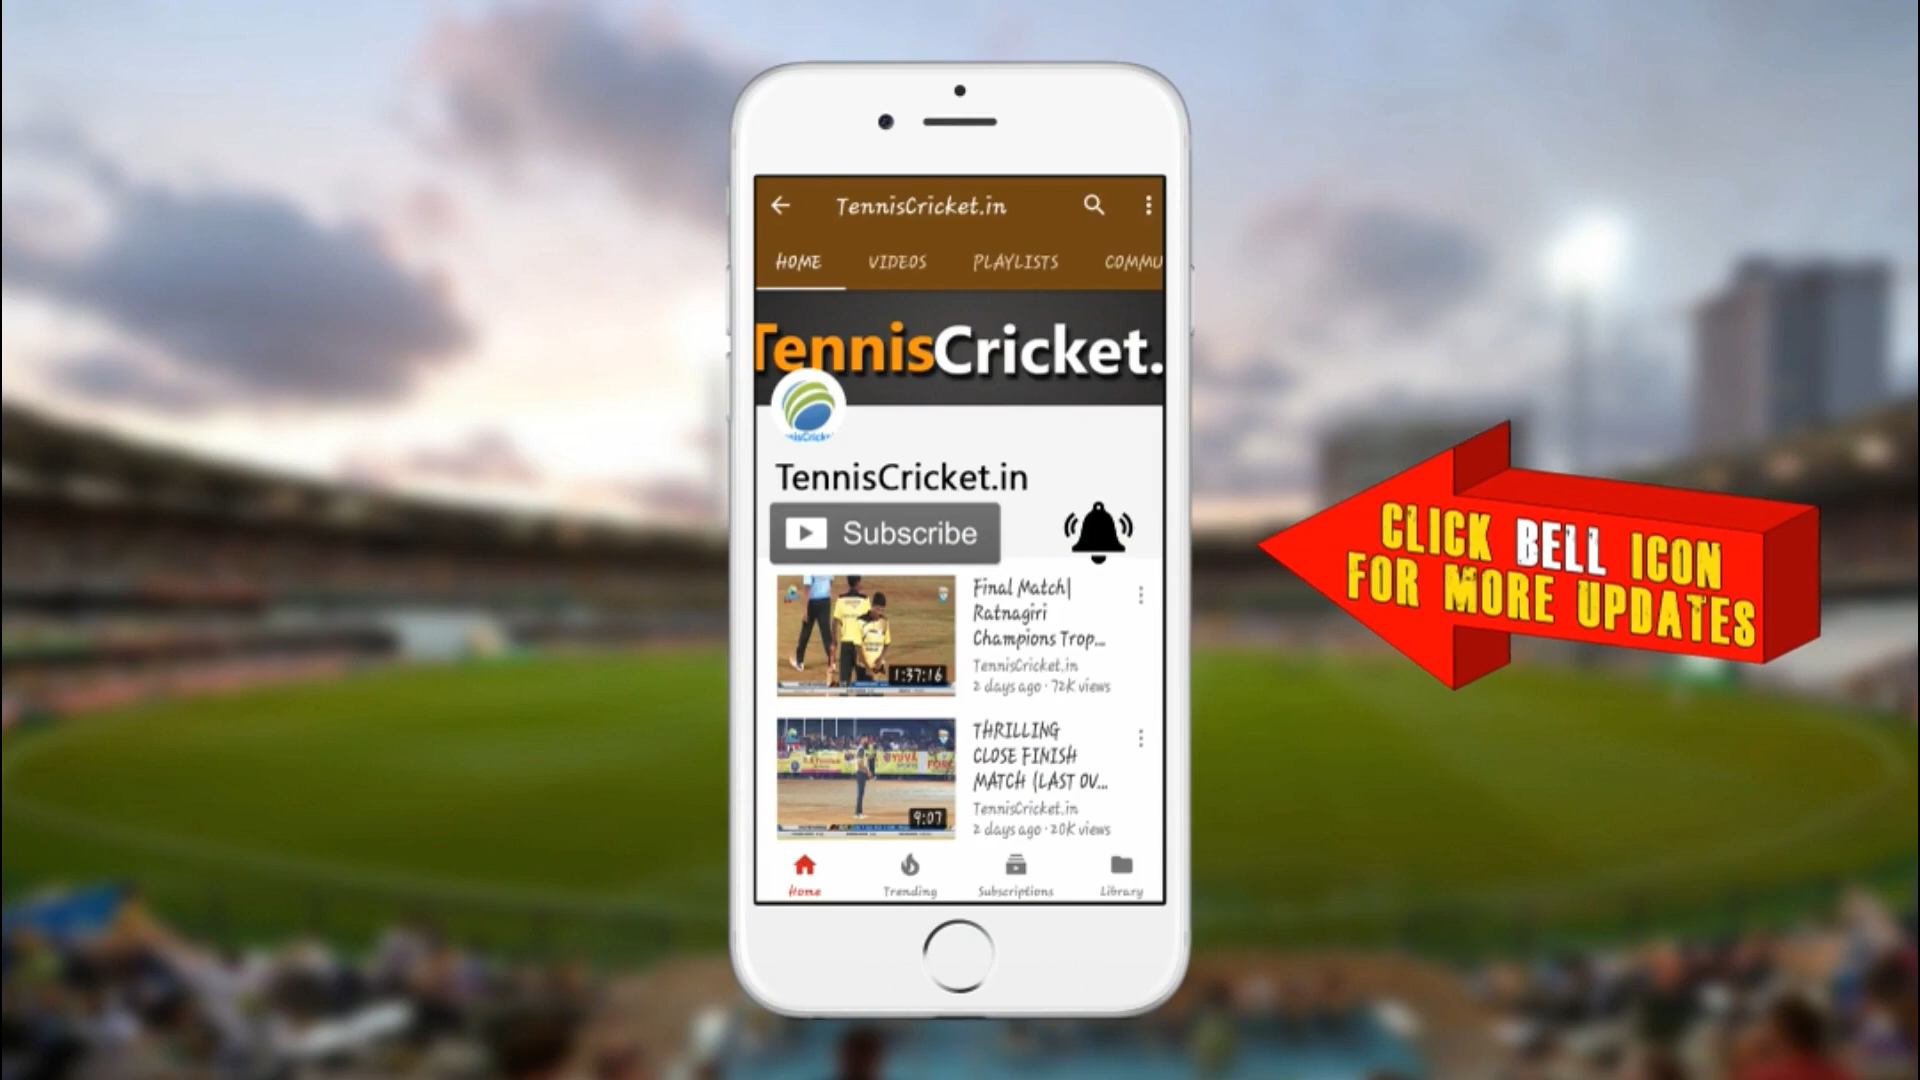 TennisCricket.in
HOME VIDEOS PLAYLISTS COMMU
TennisCricket.
TennisCricket.in
Subscribe
Final Match|
Ratnagiri
Champions Trop...
TennisCricket.in
2 days ago · 72K views
1:37:16
THRILLING
CLOSE FINISH
MATCH (LAST OV...
TennisCricket.in
2 days ago · 20K views
9:07
Home Trending Subscriptions Library
CLICK BELL ICON
FOR MORE UPDATES